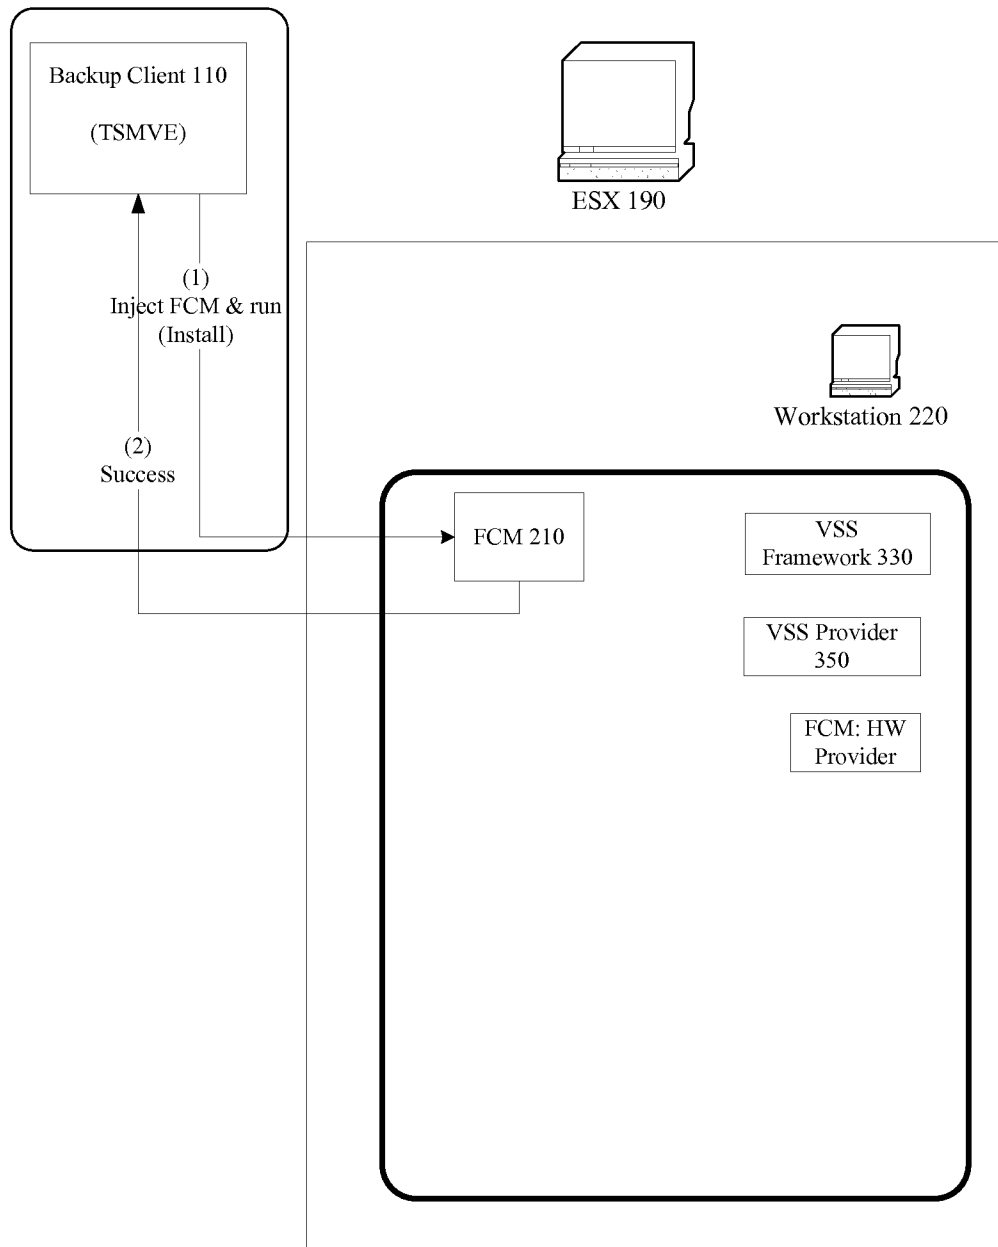 Backup Client 110
(TSMVE)
ESX 190
(1)
Inject FCM & run
(Install)
Workstation 220
(2)
Success
FCM 210
VSS
Framework 330
VSS Provider
350
FCM: HW
Provider